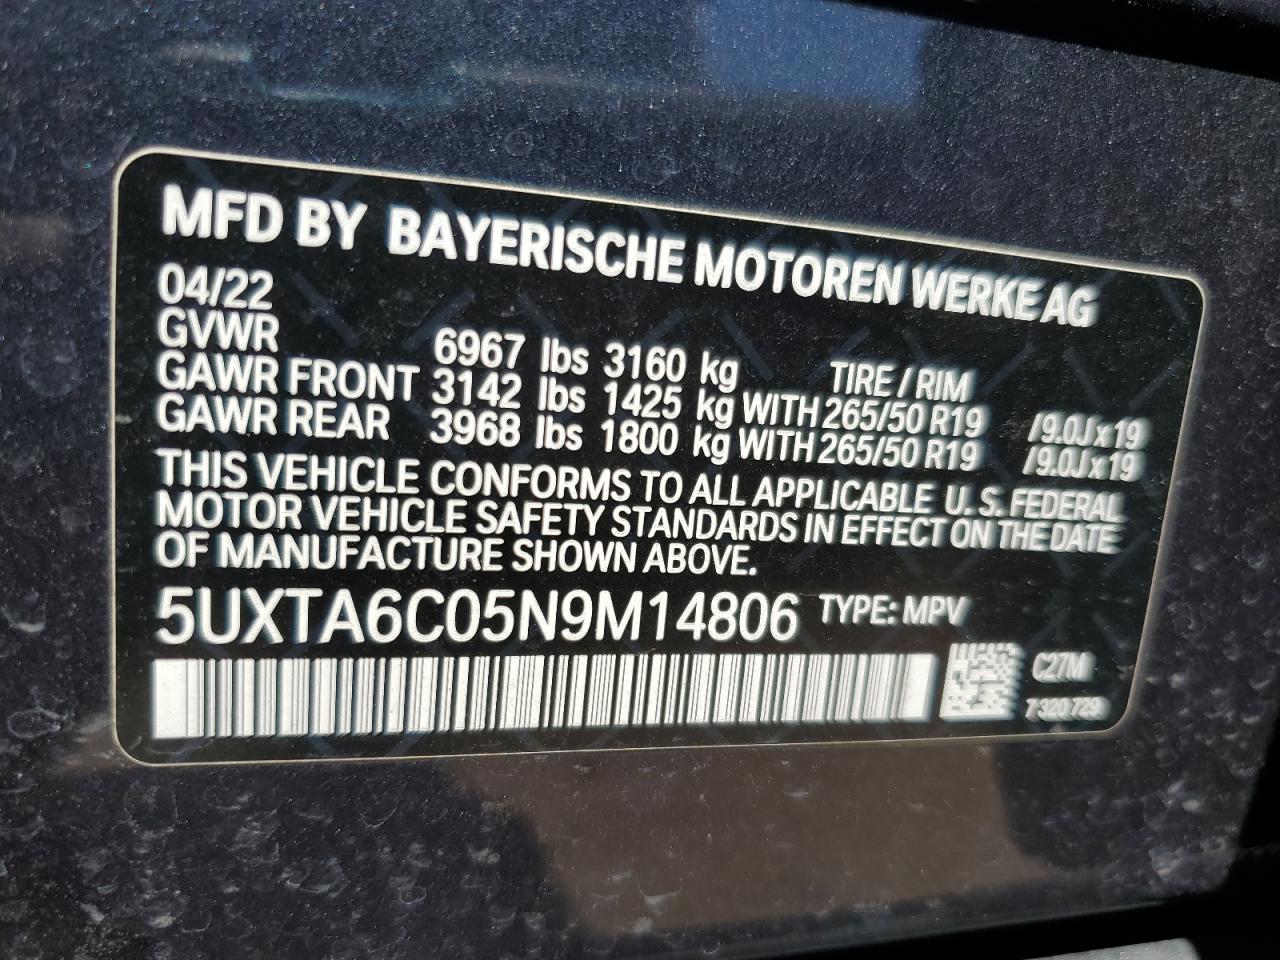 MFD BY BAYERISCHE MOTOREN WERKE AG
04/22
GVWR 6967 lbs 3160 kg TIRE / RIM
GAWR FRONT 3142 lbs 1425 kg WITH 265/50 R19 /9.0J x 19
GAWR REAR 3968 lbs 1800 kg WITH 265/50 R19 /9.0J x 19
THIS VEHICLE CONFORMS TO ALL APPLICABLE U.S. FEDERAL
MOTOR VEHICLE SAFETY STANDARDS IN EFFECT ON THE DATE
OF MANUFACTURE SHOWN ABOVE.
5UXTA6C05N9M14806 TYPE: MPV
C27M
7 320 729